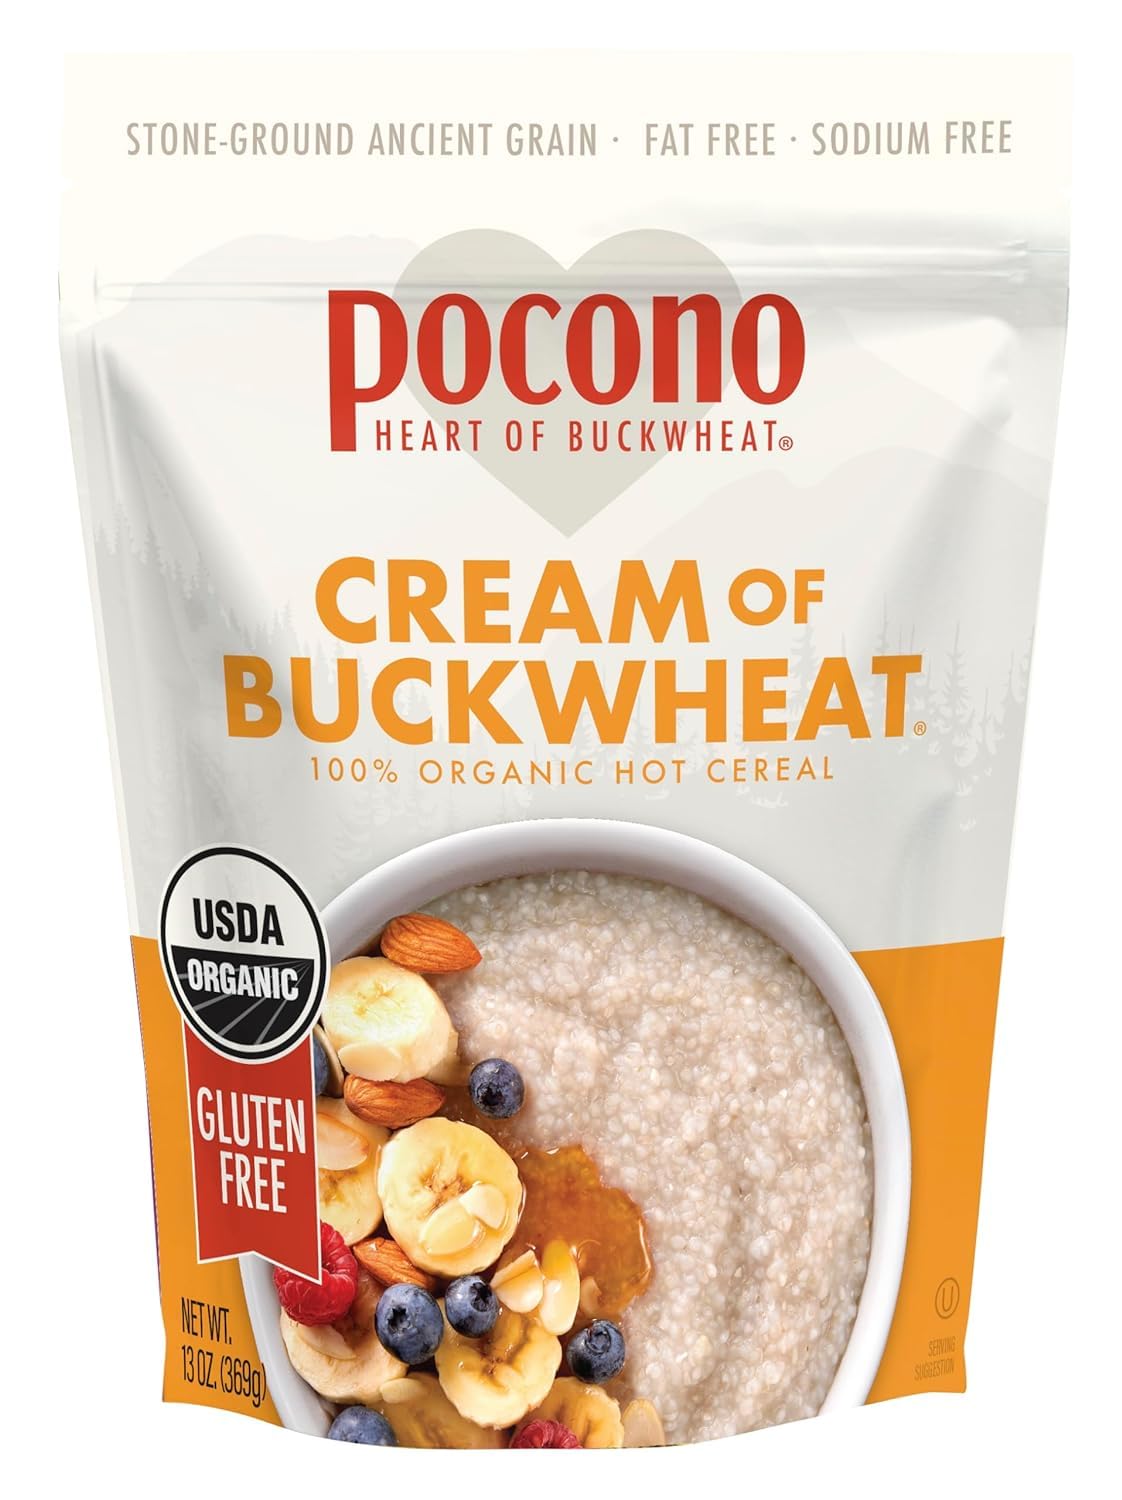 STONE-GROUND ANCIENT GRAIN · FAT FREE · SODIUM FREE
pocono
HEART OF BUCKWHEAT®
CREAM OF
BUCKWHEAT®
100% ORGANIC HOT CEREAL
USDA
ORGANIC
GLUTEN
FREE
NET WT.
13 OZ. (369g)
U
SERVING
SUGGESTION